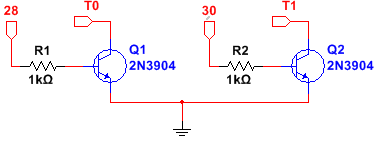 28 T0 30 T1
R1 Q1 R2 Q2
1kΩ 2N3904 1kΩ 2N3904